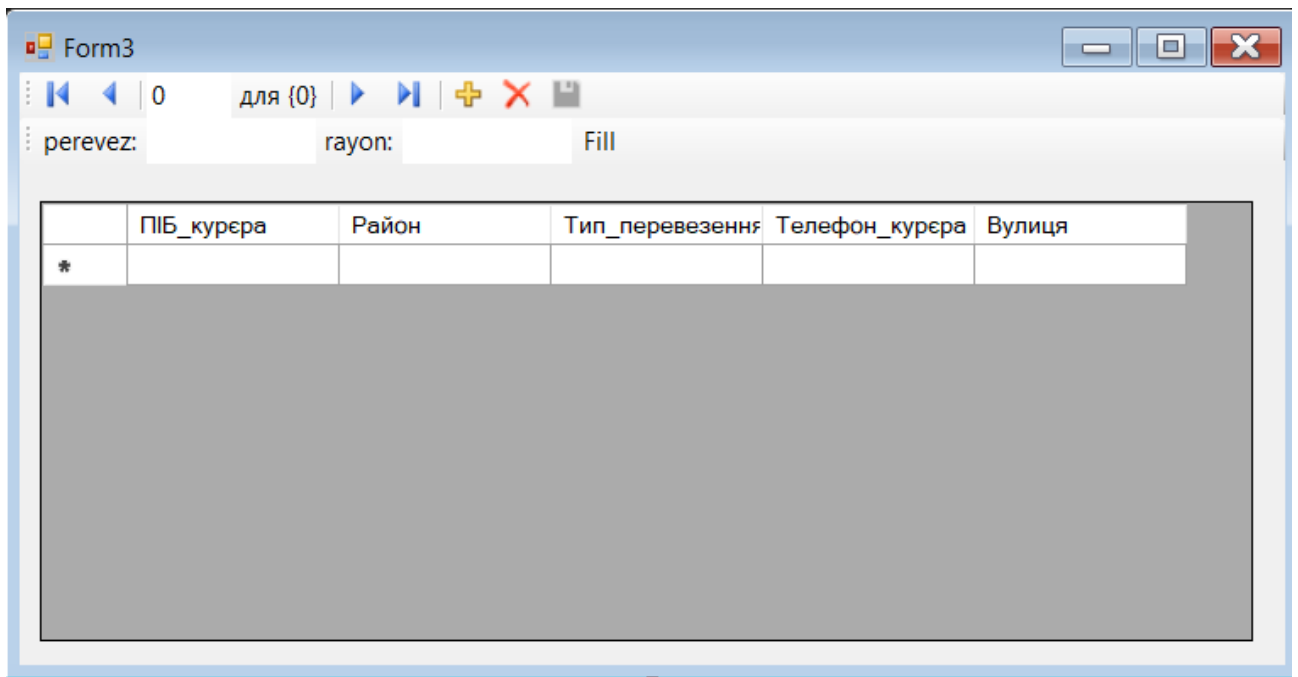 Form3
0 для {0}
perevez: rayon: Fill
ПІБ_курєра Район Тип_перевезення Телефон_курєра Вулиця
*